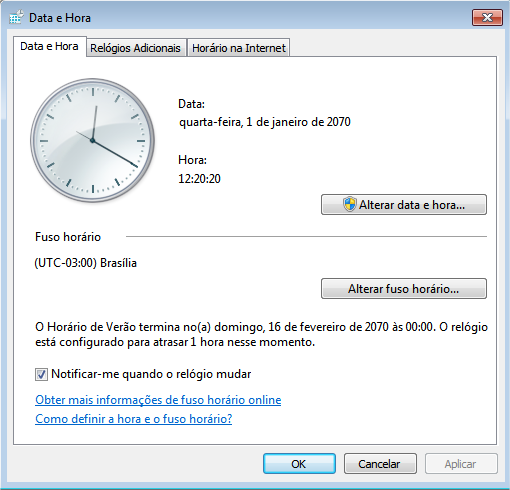 Data e Hora
Data e Hora
Relógios Adicionais
Horário na Internet
Data:
quarta-feira, 1 de janeiro de 2070
Hora:
12:20:20
Alterar data e hora...
Fuso horário
(UTC-03:00) Brasília
Alterar fuso horário...
O Horário de Verão termina no(a) domingo, 16 de fevereiro de 2070 às 00:00. O relógio
está configurado para atrasar 1 hora nesse momento.
Notificar-me quando o relógio mudar
Obter mais informações de fuso horário online
Como definir a hora e o fuso horário?
OK
Cancelar
Aplicar